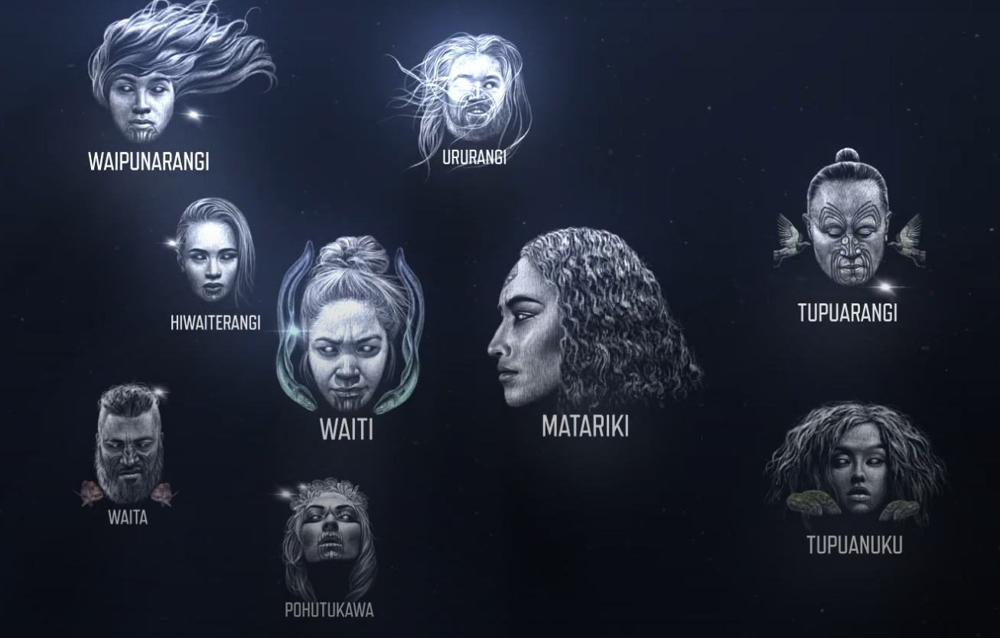 WAIPUNARANGI
URURANGI
TUPUARANGI
HIWAITERANGI
WAITI
MATARIKI
WAITA
TUPUANUKU
POHUTUKAWA